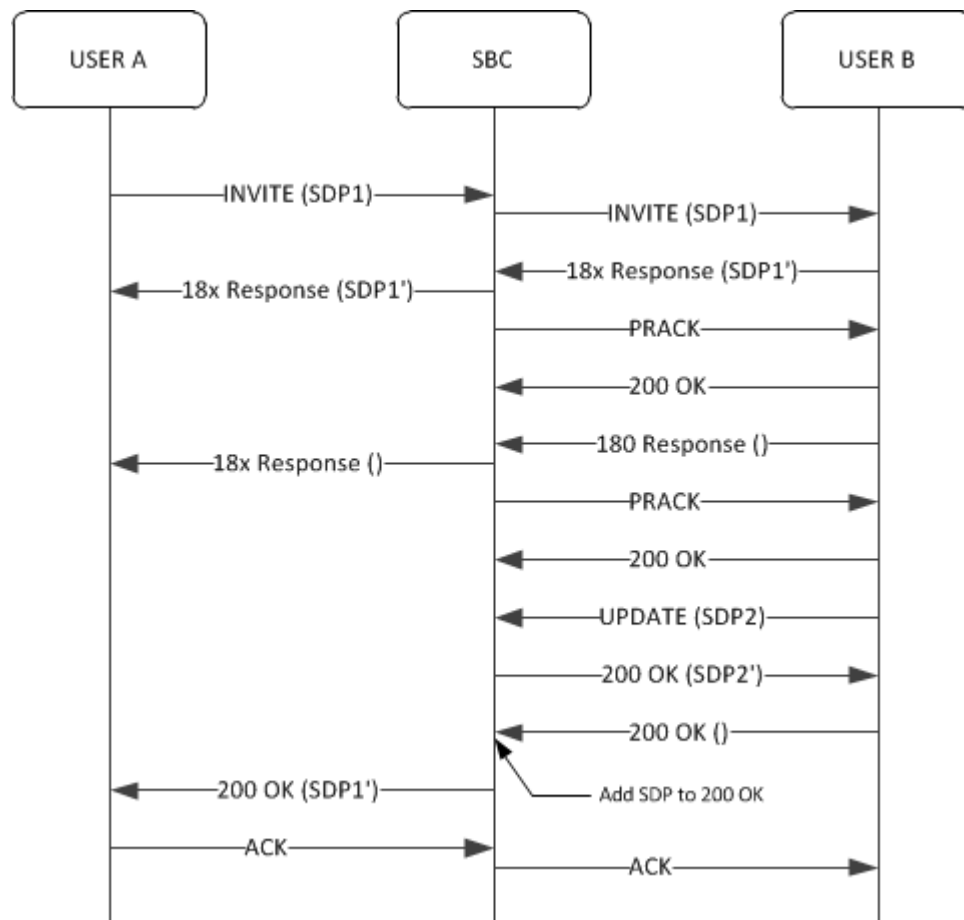 USER A
SBC
USER B
INVITE (SDP1)
INVITE (SDP1)
18x Response (SDP1')
18x Response (SDP1')
PRACK
200 OK
180 Response ()
18x Response ()
PRACK
200 OK
UPDATE (SDP2)
200 OK (SDP2')
200 OK ()
200 OK (SDP1')
Add SDP to 200 OK
ACK
ACK